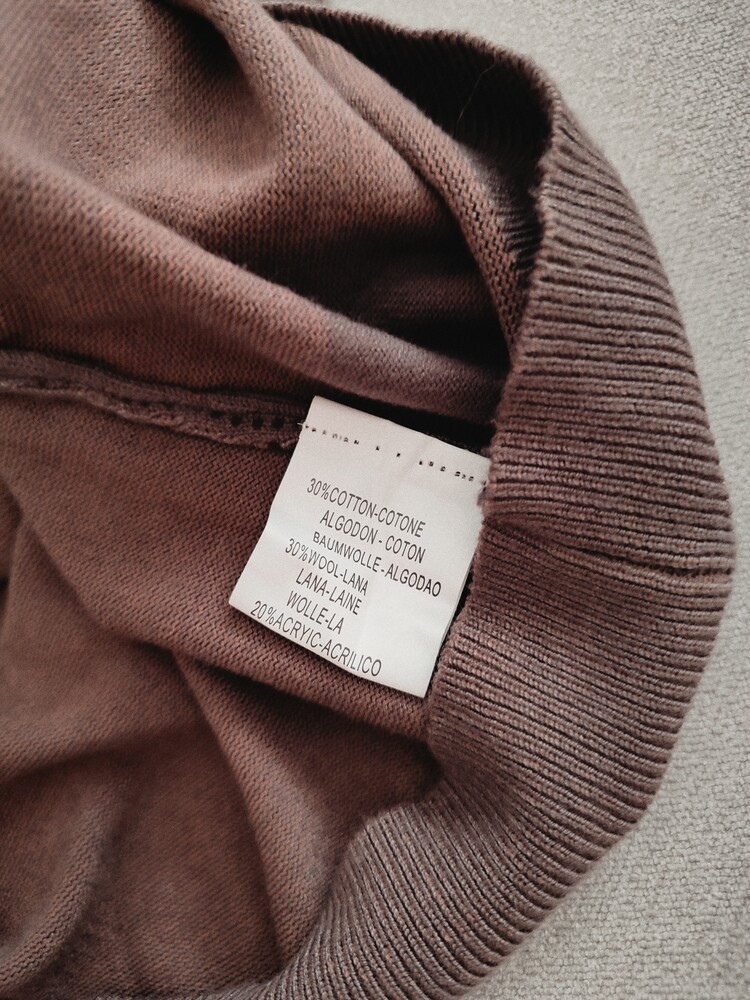 30%COTTON-COTONE
ALGODON-COTON
BAUMWOLLE-ALGODAO
30%WOOL-LANA
LANA-LAINE
WOLLE-LA
20%ACRYIC-ACRILICO